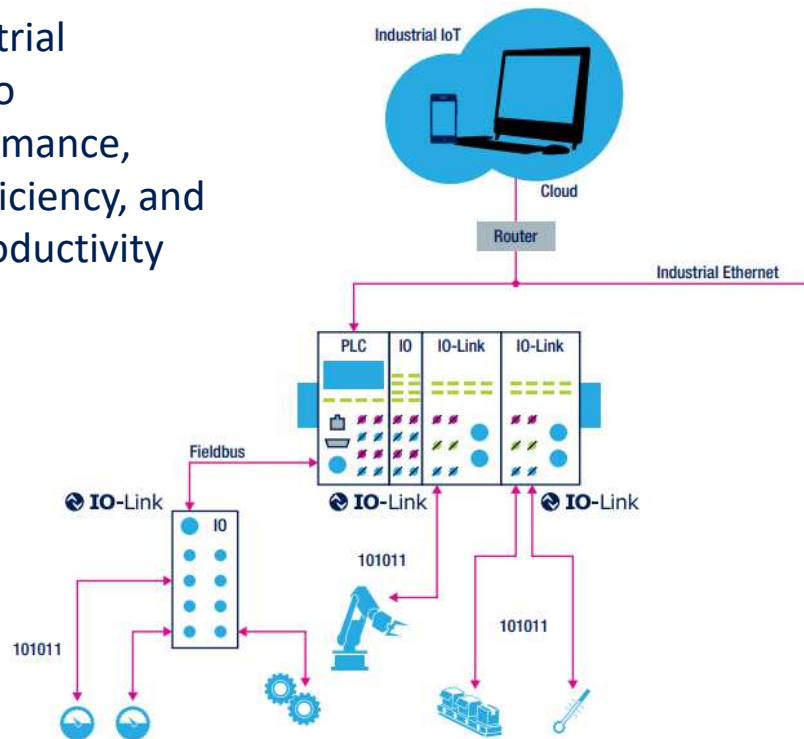 trial
o
mance,
iciency, and
oductivity
Industrial IoT
Cloud
Router
Industrial Ethernet
PLC
IO
IO-Link
IO-Link
Fieldbus
IO-Link
IO-Link
IO-Link
IO
101011
101011
101011